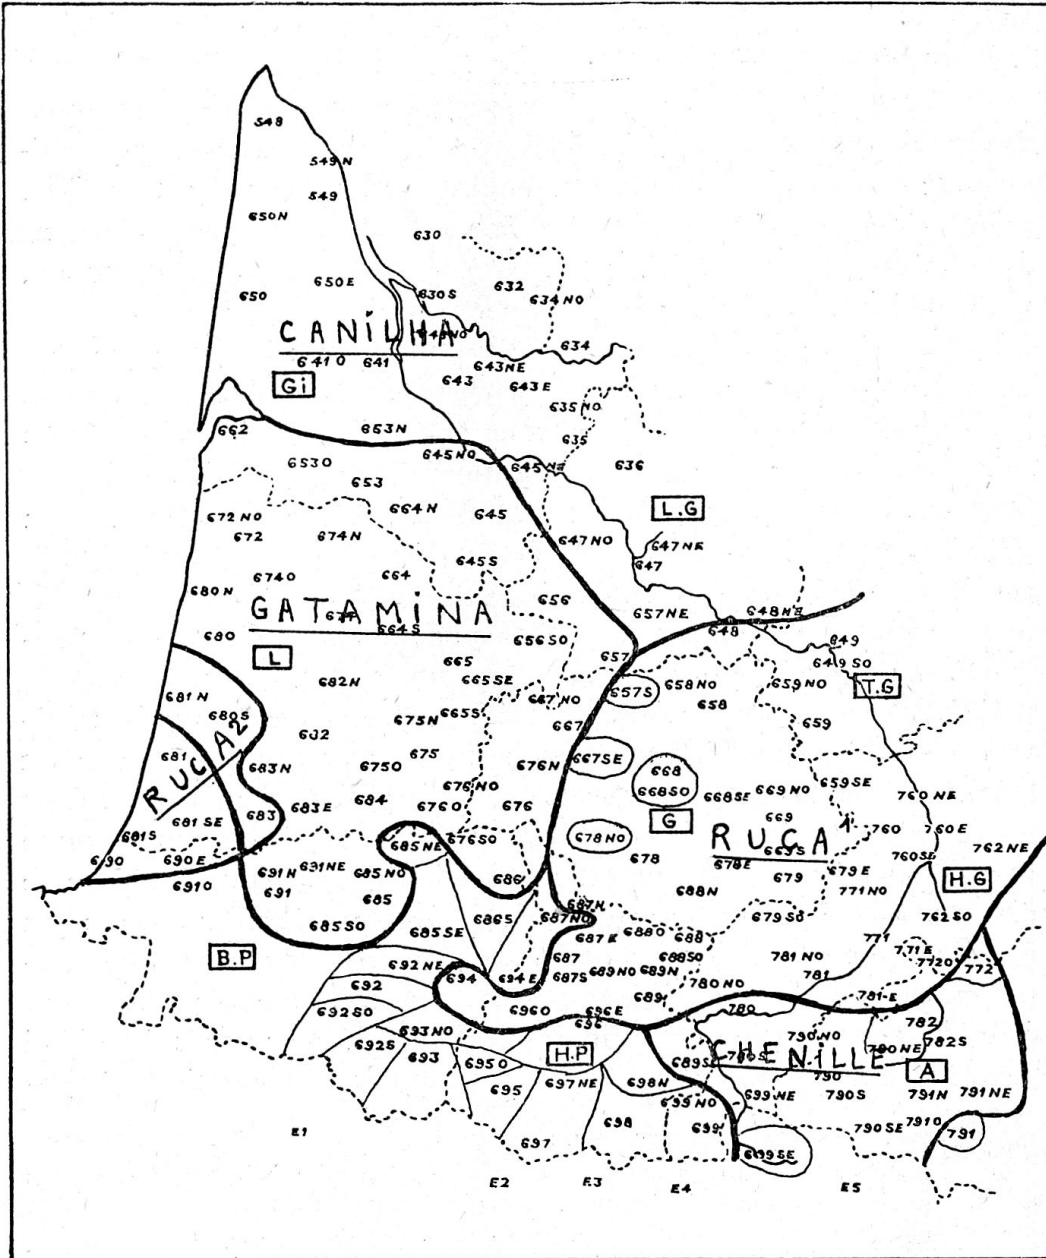 548
549 N
549
650 N
630
650 E
632
650
630 S
634 NO
CANILHA
634
641 O
641
643 NE
Gi
643
643 E
635 NO
662
653 N
635
645 NO
645 NE
653 O
636
653
664 N
645
L.G
672 NO
672
674 N
647 NO
647 NE
645 S
647
674 O
664
680 N
656
GATAMINA
657 NE
648 NE
664 S
648
680
656 SO
849
L
665
657
649 SO
682 N
665 SE
657 S
658 NO
659 NO
T.G
681 N
667 NO
658
680 S
675 N
665 S
667
659
RUCA 2
682
681
675
667 SE
683 N
675 O
676 N
668
659 SE
676 NO
668 SO
668 SE
669 NO
760 NE
683 E
684
676 O
676
683
G
669
681 SE
RUCA 1
760
760 E
681 S
678 NO
676 SO
685 NE
669 S
762 NE
690
690 E
678
678 E
760 SE
691 O
691 N
691 NE
685 NO
686
679
679 E
H.G
691
688 N
771 NO
685
687 N
686 S
687 NO
679 SO
762 SO
685 SO
685 SE
687 E
688 O
688
771
B.P
687
688 SO
781 NO
771 E
692 NE
694
694 E
687 S
689 NO
689 N
781
772 O
772
692
780 NO
692 SO
696 O
696 E
689
780
781 E
693 NO
696
782
692 S
693
H.P
790 NO
790 NE
782 S
CHENILLE
695 O
689 S
790
A
695
697 NE
698 N
699 NE
790 S
791 N
791 NE
699 NO
698
699
790 SE
791 O
791
E1
697
699 SE
E2
E3
E4
E5